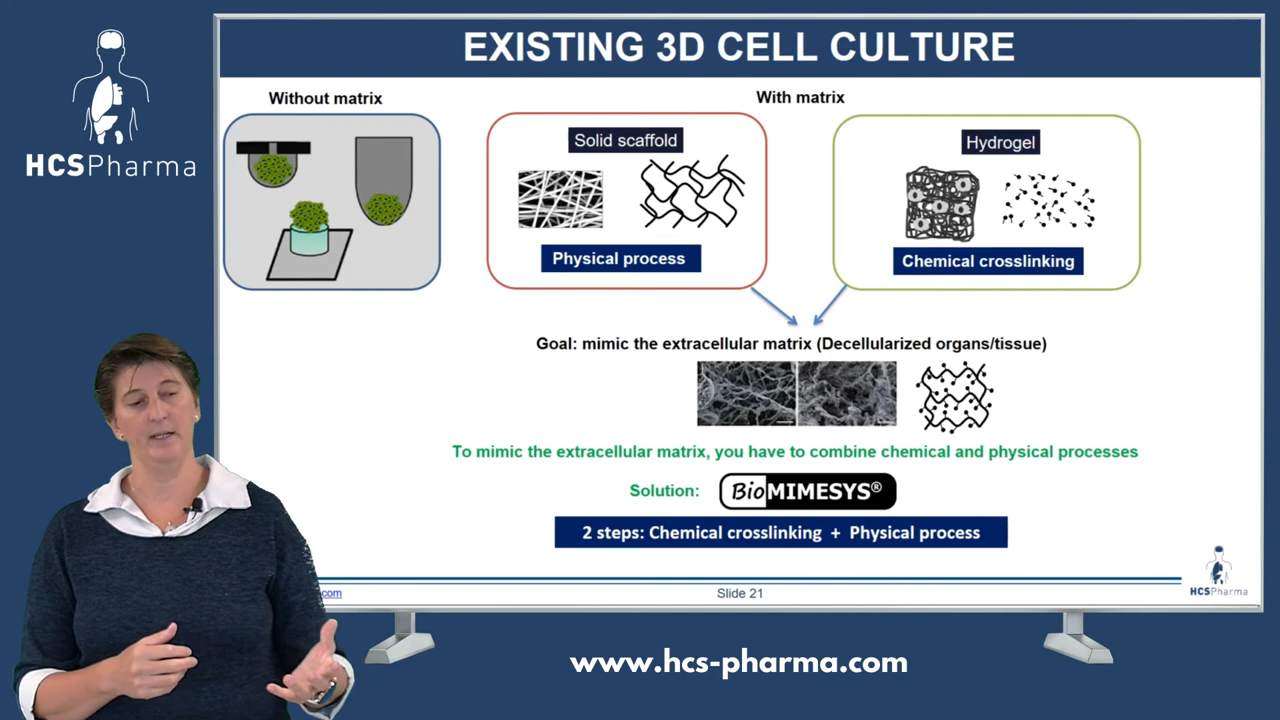 HCSPharma
EXISTING 3D CELL CULTURE
Without matrix
With matrix
Solid scaffold
Physical process
Hydrogel
Chemical crosslinking
Goal: mimic the extracellular matrix (Decellularized organs/tissue)
To mimic the extracellular matrix, you have to combine chemical and physical processes
Solution:
BioMIMESYS®
2 steps: Chemical crosslinking + Physical process
com
Slide 21
HCSPharma
www.hcs-pharma.com